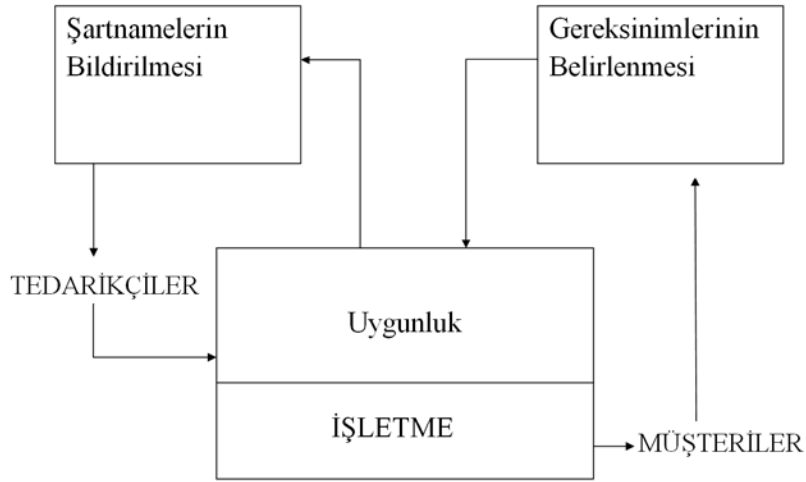 Şartnamelerin
Bildirilmesi
Gereksinimlerinin
Belirlenmesi
TEDARİKÇİLER
Uygunluk
İŞLETME
MÜŞTERİLER